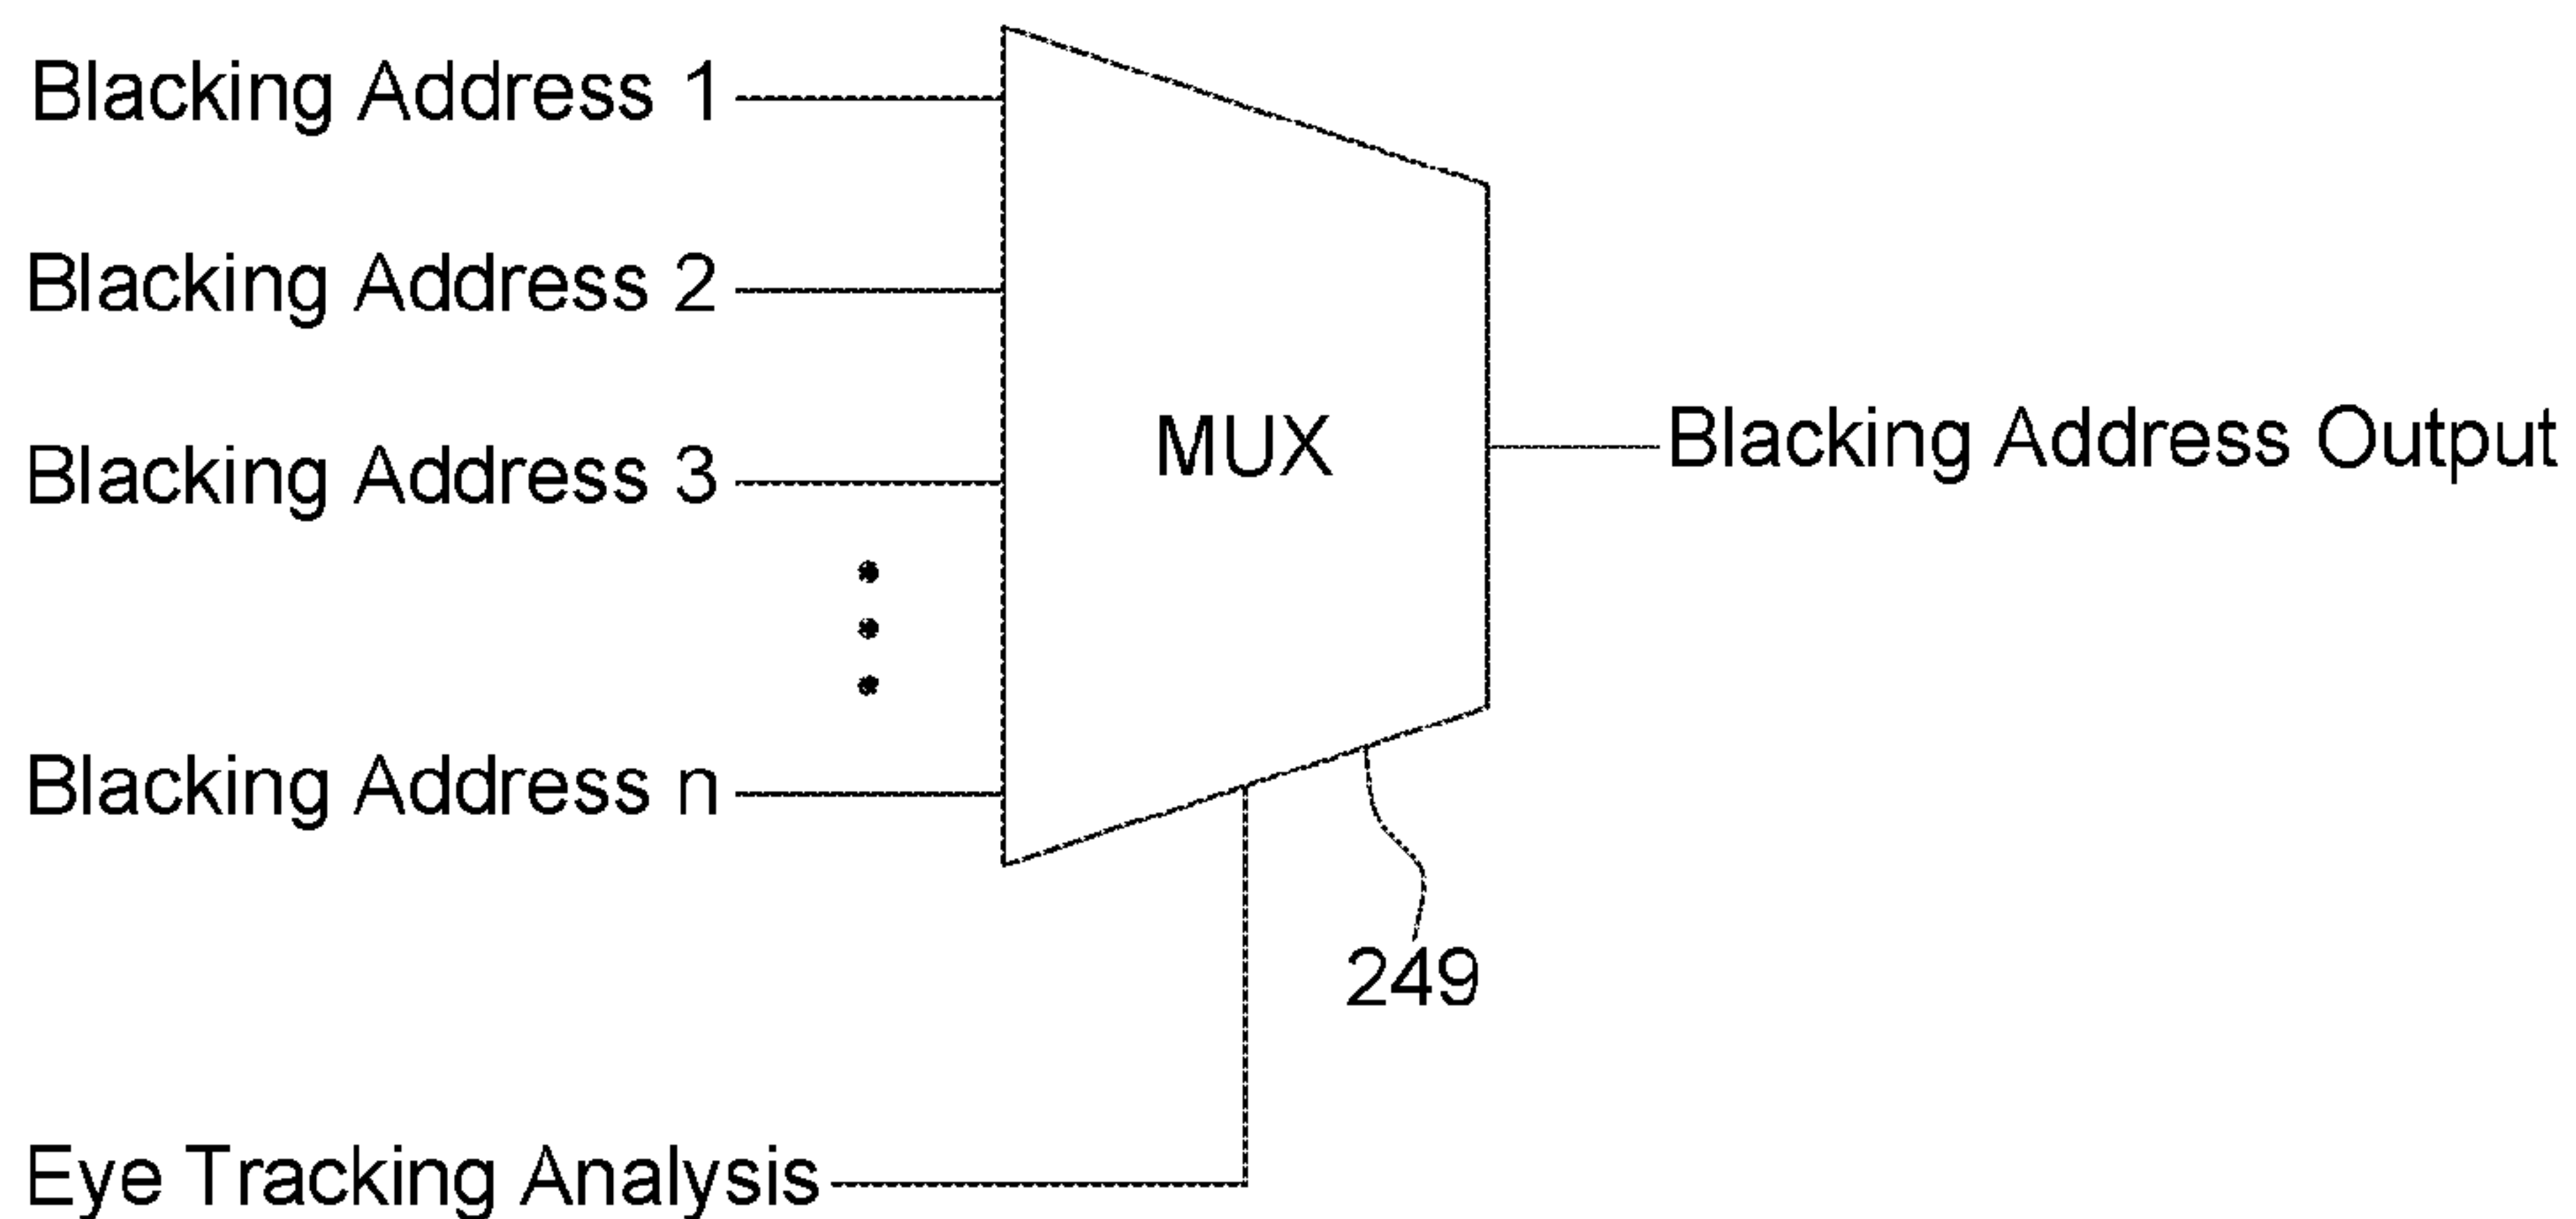 Blacking Address 1
Blacking Address 2
Blacking Address 3
MUX
Blacking Address Output
Blacking Address n
249
Eye Tracking Analysis